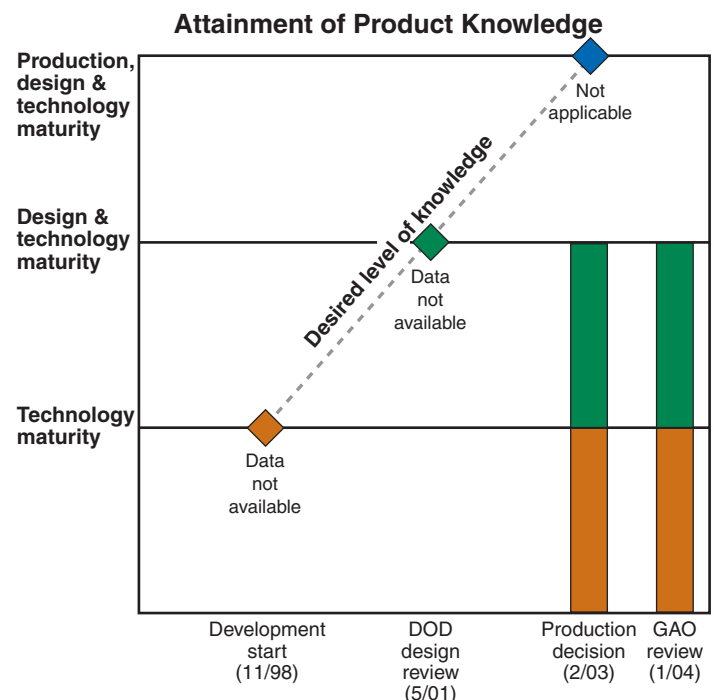 Attainment of Product Knowledge
Production,
design &
technology
maturity
Not
applicable
Design &
technology
maturity
Desired level of knowledge
Data
not
available
Technology
maturity
Data
not
available
Development
start
(11/98)
DOD
design
review
(5/01)
Production
decision
(2/03)
GAO
review
(1/04)